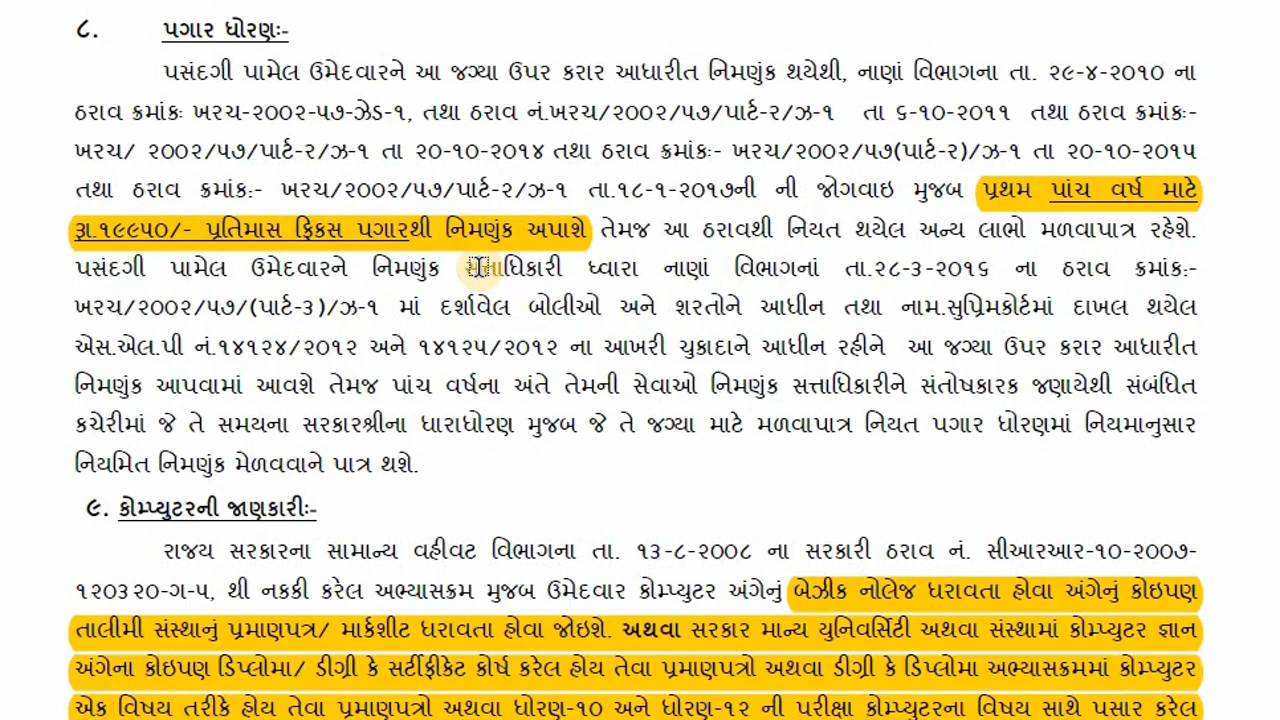 ૮. પગાર ધોરણઃ-
પસંદગી પામેલ ઉમેદવારને આ જગ્યા ઉપર કરાર આધારીત નિમણુંક થયેથી, નાણાં વિભાગના તા. ૨૯-૪-૨૦૧૦ ના
ઠરાવ ક્રમાંકઃ ખરચ-૨૦૦૨-૫૭-ઝેડ-૧, તથા ઠરાવ નં.ખરચ/૨૦૦૨/૫૭/પાર્ટ-૨/ઝ-૧ તા ૬-૧૦-૨૦૧૧ તથા ઠરાવ ક્રમાંકઃ-
ખરચ/ ૨૦૦૨/૫૭/પાર્ટ-૨/ઝ-૧ તા ૨૦-૧૦-૨૦૧૪ તથા ઠરાવ ક્રમાંકઃ- ખરચ/૨૦૦૨/૫૭(પાર્ટ-૨)/ઝ-૧ તા ૨૦-૧૦-૨૦૧૫
તથા ઠરાવ ક્રમાંકઃ- ખરચ/૨૦૦૨/૫૭/પાર્ટ-૨/ઝ-૧ તા.૧૮-૧-૨૦૧૭ની ની જોગવાઇ મુજબ પ્રથમ પાંચ વર્ષ માટે
રૂા.૧૯૯૫૦/- પ્રતિમાસ ફિકસ પગારથી નિમણુંક અપાશે તેમજ આ ઠરાવથી નિયત થયેલ અન્ય લાભો મળવાપાત્ર રહેશે.
પસંદગી પામેલ ઉમેદવારને નિમણુંક સત્તાધિકારી ધ્વારા નાણાં વિભાગનાં તા.૨૮-૩-૨૦૧૬ ના ઠરાવ ક્રમાંકઃ-
ખરચ/૨૦૦૨/૫૭/(પાર્ટ-૩)/ઝ-૧ માં દર્શાવેલ બોલીઓ અને શરતોને આધીન તથા નામ.સુપ્રિમકોર્ટમાં દાખલ થયેલ
એસ.એલ.પી નં.૧૪૧૨૪/૨૦૧૨ અને ૧૪૧૨૫/૨૦૧૨ ના આખરી ચુકાદાને આધીન રહીને આ જગ્યા ઉપર કરાર આધારીત
નિમણુંક આપવામાં આવશે તેમજ પાંચ વર્ષના અંતે તેમની સેવાઓ નિમણુંક સત્તાધિકારીને સંતોષકારક જણાયેથી સંબંધિત
કચેરીમાં જે તે સમયના સરકારશ્રીના ધારાધોરણ મુજબ જે તે જગ્યા માટે મળવાપાત્ર નિયત પગાર ધોરણમાં નિયમાનુસાર
નિયમિત નિમણુંક મેળવવાને પાત્ર થશે.
૯. કોમ્પ્યુટરની જાણકારીઃ-
રાજ્ય સરકારના સામાન્ય વહીવટ વિભાગના તા. ૧૩-૮-૨૦૦૮ ના સરકારી ઠરાવ નં. સીઆરઆર-૧૦-૨૦૦૭-
૧૨૦૩૨૦-ગ-૫, થી નકકી કરેલ અભ્યાસક્રમ મુજબ ઉમેદવાર કોમ્પ્યુટર અંગેનું બેઝીક નોલેજ ધરાવતા હોવા અંગેનું કોઇપણ
તાલીમી સંસ્થાનું પ્રમાણપત્ર/ માર્કશીટ ધરાવતા હોવા જોઇશે. અથવા સરકાર માન્ય યુનિવર્સિટી અથવા સંસ્થામાં કોમ્પ્યુટર જ્ઞાન
અંગેના કોઇપણ ડિપ્લોમા/ ડીગ્રી કે સર્ટીફીકેટ કોર્ષ કરેલ હોય તેવા પ્રમાણપત્રો અથવા ડીગ્રી કે ડિપ્લોમા અભ્યાસક્રમમાં કોમ્પ્યુટર
એક વિષય તરીકે હોય તેવા પ્રમાણપત્રો અથવા ધોરણ-૧૦ અને ધોરણ-૧૨ ની પરીક્ષા કોમ્પ્યુટરના વિષય સાથે પસાર કરેલ